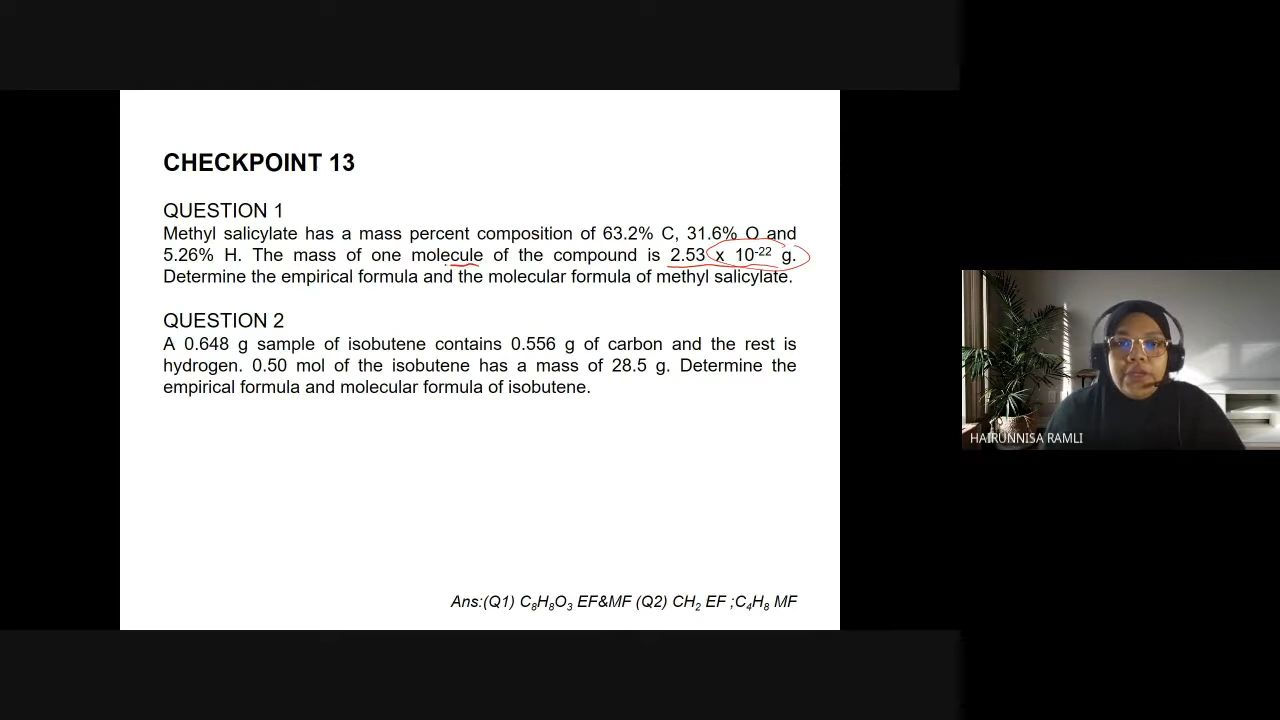 CHECKPOINT 13
QUESTION 1
Methyl salicylate has a mass percent composition of 63.2% C, 31.6% O and
5.26% H. The mass of one molecule of the compound is 2.53 x 10⁻²² g.
Determine the empirical formula and the molecular formula of methyl salicylate.
QUESTION 2
A 0.648 g sample of isobutene contains 0.556 g of carbon and the rest is
hydrogen. 0.50 mol of the isobutene has a mass of 28.5 g. Determine the
empirical formula and molecular formula of isobutene.
Ans:(Q1) C₈H₈O₃ EF&MF (Q2) CH₂ EF ;C₄H₈ MF
HAIRUNNISA RAMLI